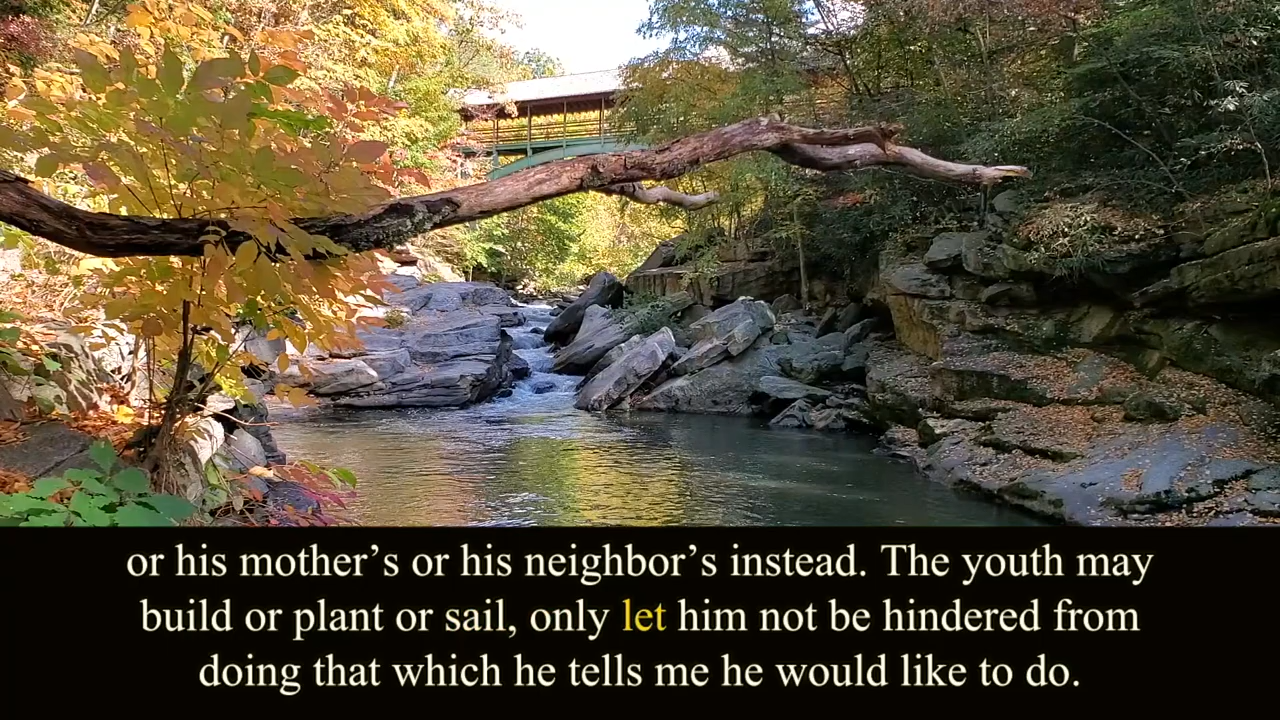 or his mother’s or his neighbor’s instead. The youth may
build or plant or sail, only let him not be hindered from
doing that which he tells me he would like to do.